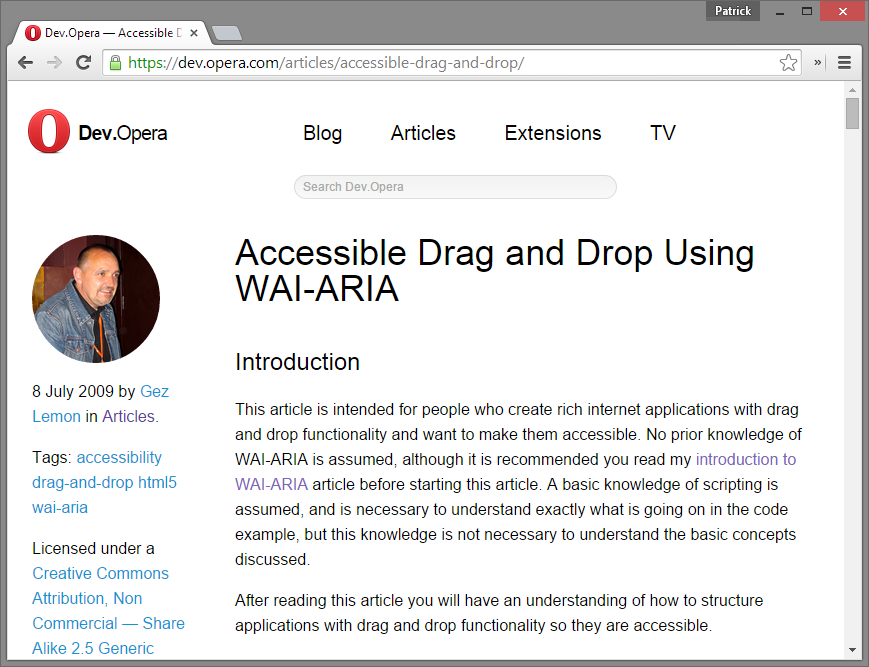 Patrick
Dev.Opera — Accessible D
https://dev.opera.com/articles/accessible-drag-and-drop/
Dev.Opera
Blog Articles Extensions TV
Search Dev.Opera
Accessible Drag and Drop Using
WAI-ARIA
8 July 2009 by Gez
Lemon in Articles.
Tags: accessibility
drag-and-drop html5
wai-aria
Licensed under a
Creative Commons
Attribution, Non
Commercial — Share
Alike 2.5 Generic
Introduction
This article is intended for people who create rich internet applications with drag
and drop functionality and want to make them accessible. No prior knowledge of
WAI-ARIA is assumed, although it is recommended you read my introduction to
WAI-ARIA article before starting this article. A basic knowledge of scripting is
assumed, and is necessary to understand exactly what is going on in the code
example, but this knowledge is not necessary to understand the basic concepts
discussed.
After reading this article you will have an understanding of how to structure
applications with drag and drop functionality so they are accessible.